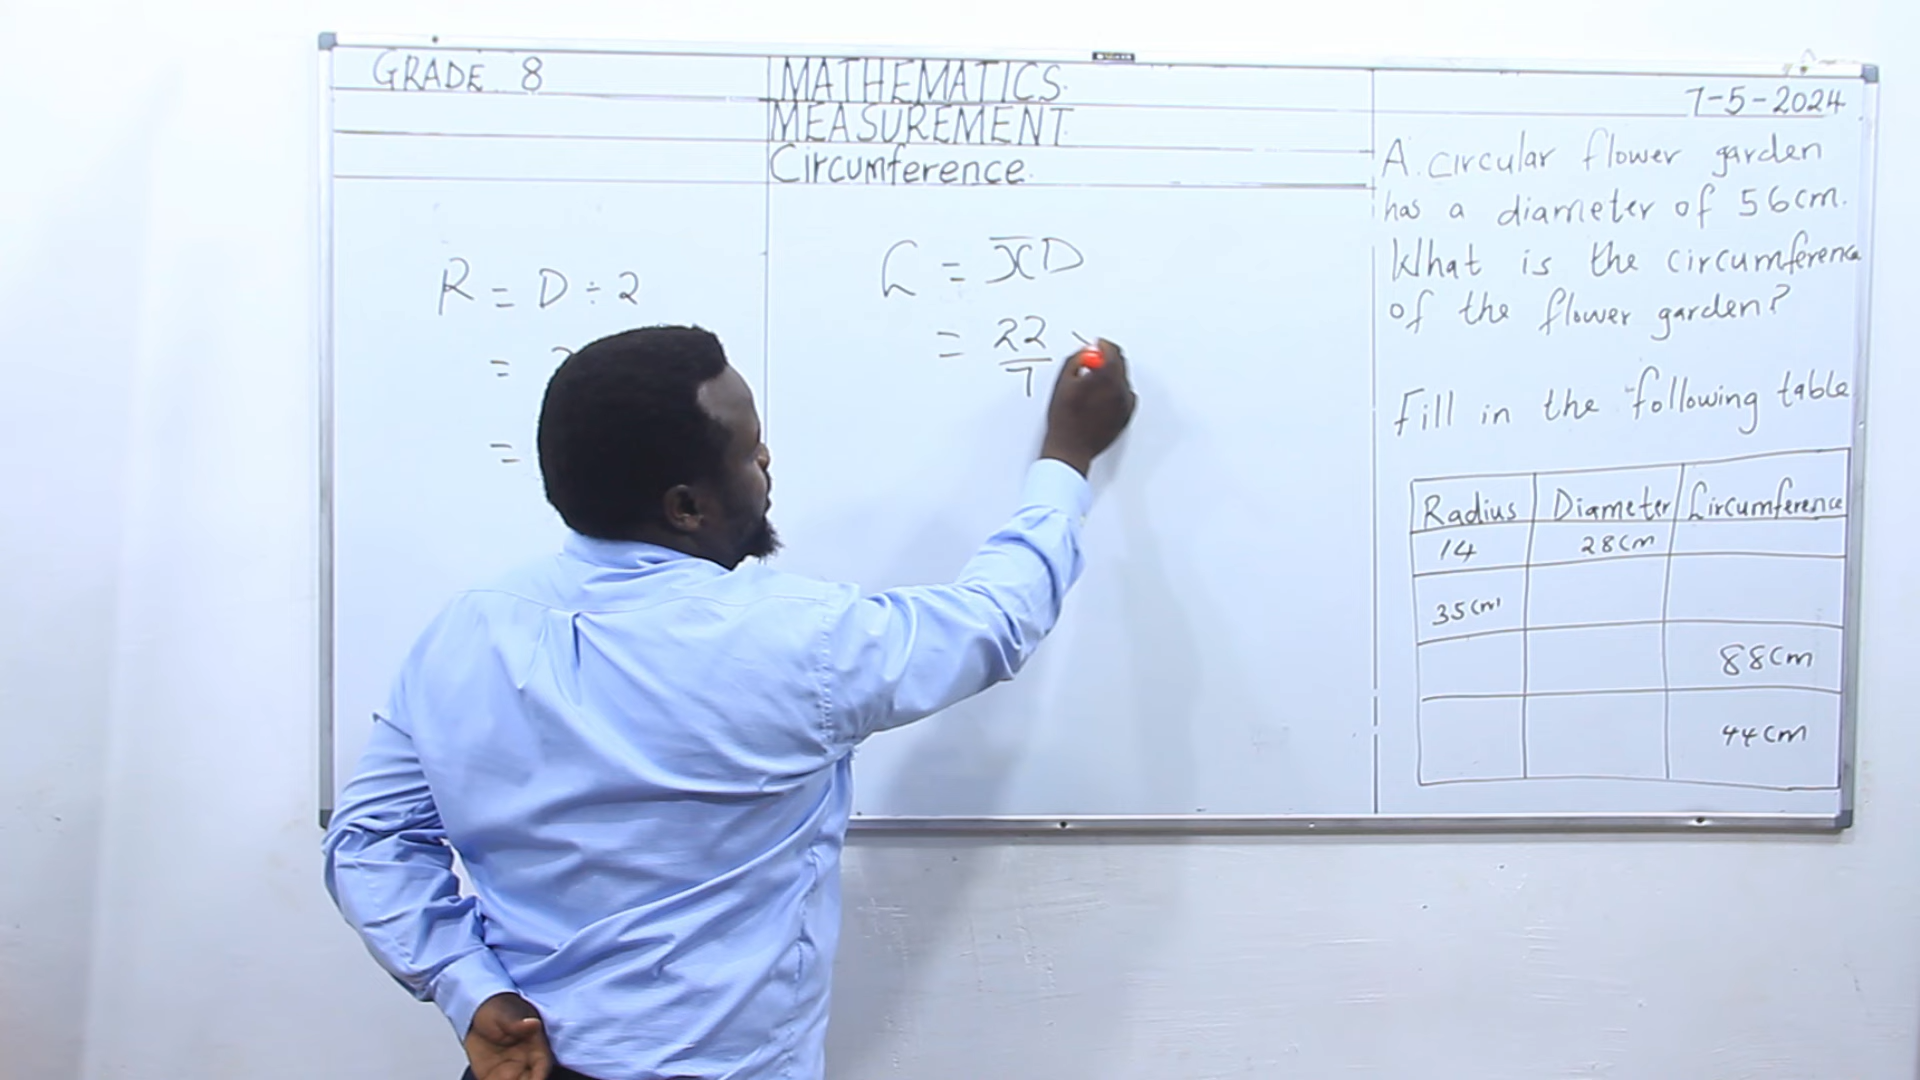 GRADE 8
MATHEMATICS.
MEASUREMENT.
Circumference.
7-5-2024
R = D ÷ 2
=
=
C = πD
= 22
7
A circular flower garden
has a diameter of 56cm.
What is the circumference
of the flower garden?
Fill in the following table
Radius Diameter Circumference
14 28cm
35cm
88cm
44cm